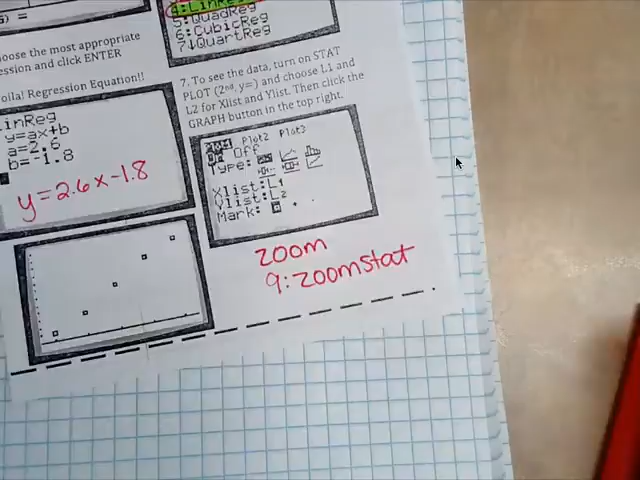 S) =
4:LinReg
5:QuadReg
6:CubicReg
7↓QuartReg
hoose the most appropriate
ession and click ENTER
oila! Regression Equation!!
LinReg
y=ax+b
a=2.6
b=-1.8
y=2.6x-1.8
7. To see the data, turn on STAT
PLOT (2nd, y=) and choose L1 and
L2 for Xlist and Ylist. Then click the
GRAPH button in the top right.
Plot2 Plot3
Off
Type:
Xlist:L1
Ylist:L2
Mark:
zoom
9:zoomstat